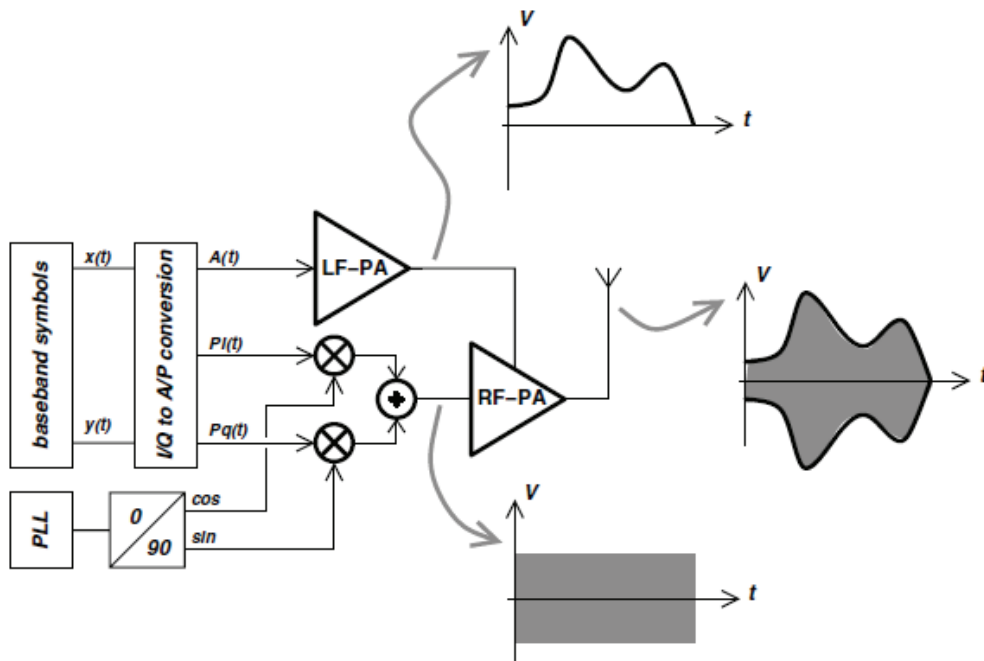 V
t
baseband symbols
x(t)
y(t)
I/Q to A/P conversion
A(t)
PI(t)
Pq(t)
LF-PA
RF-PA
V
t
PLL
0
90
cos
sin
V
t